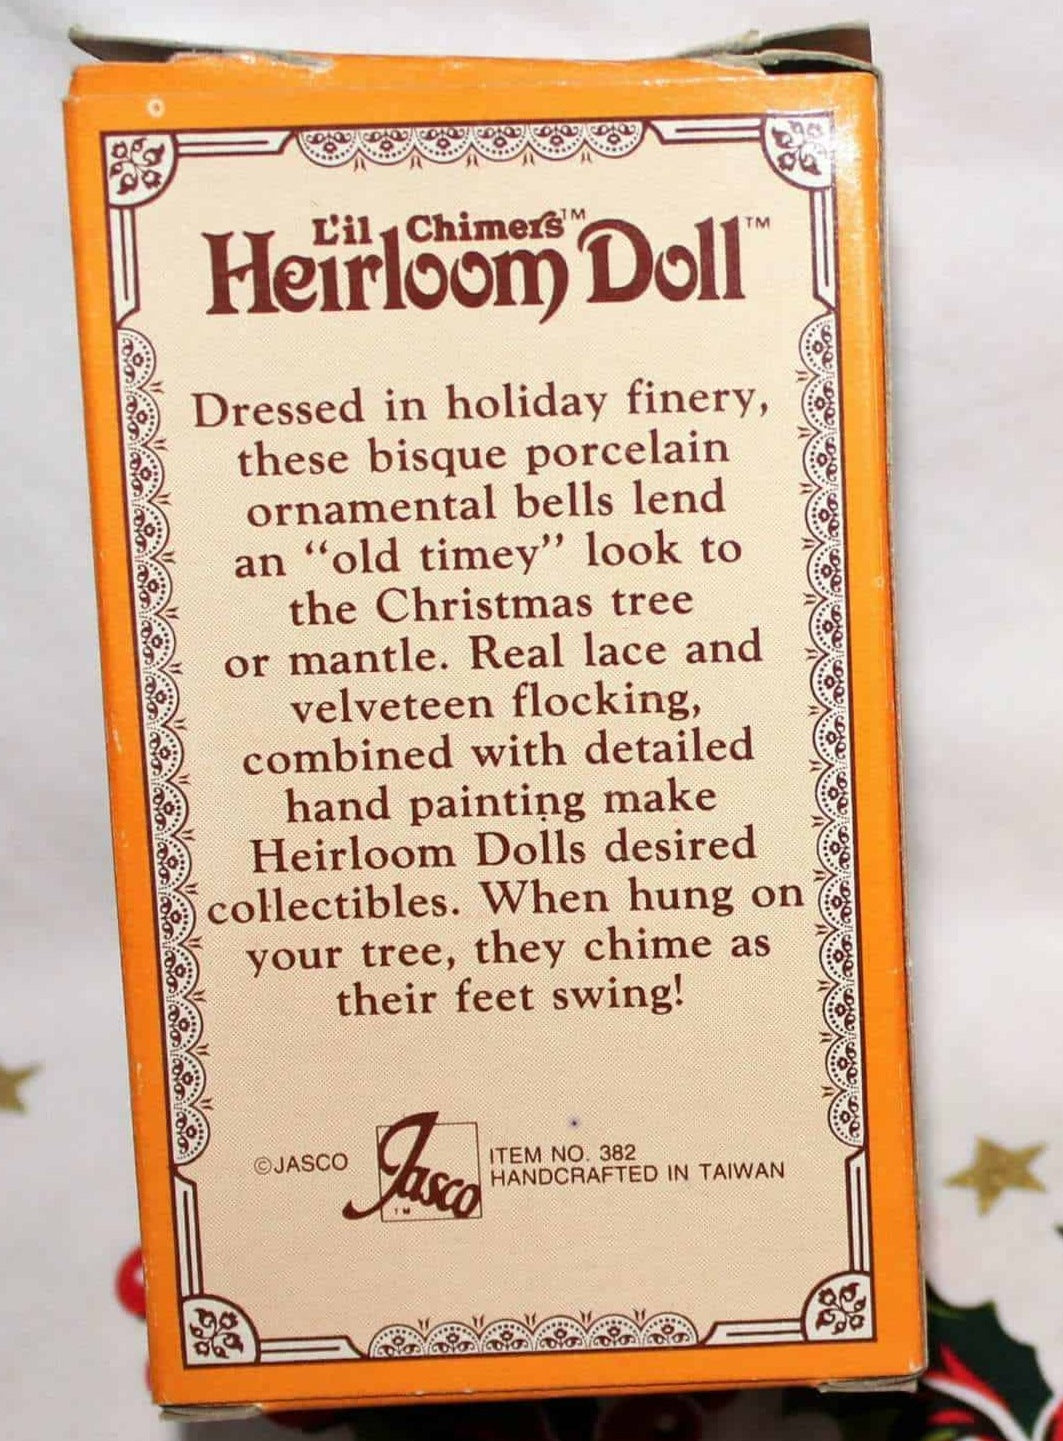 L'il Chimers™
Heirloom Doll™
Dressed in holiday finery,
these bisque porcelain
ornamental bells lend
an “old timey” look to
the Christmas tree
or mantle. Real lace and
velveteen flocking,
combined with detailed
hand painting make
Heirloom Dolls desired
collectibles. When hung on
your tree, they chime as
their feet swing!
©JASCO
Jasco™
ITEM NO. 382
HANDCRAFTED IN TAIWAN